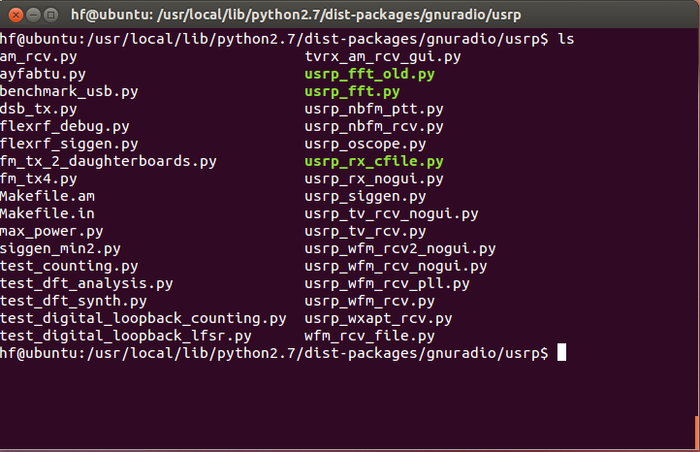 hf@ubuntu: /usr/local/lib/python2.7/dist-packages/gnuradio/usrp
hf@ubuntu:/usr/local/lib/python2.7/dist-packages/gnuradio/usrp$ ls
am_rcv.py tvrx_am_rcv_gui.py
ayfabtu.py usrp_fft_old.py
benchmark_usb.py usrp_fft.py
dsb_tx.py usrp_nbfm_ptt.py
flexrf_debug.py usrp_nbfm_rcv.py
flexrf_siggen.py usrp_oscope.py
fm_tx_2_daughterboards.py usrp_rx_cfile.py
fm_tx4.py usrp_rx_nogui.py
Makefile.am usrp_siggen.py
Makefile.in usrp_tv_rcv_nogui.py
max_power.py usrp_tv_rcv.py
siggen_min2.py usrp_wfm_rcv2_nogui.py
test_counting.py usrp_wfm_rcv_nogui.py
test_dft_analysis.py usrp_wfm_rcv_pll.py
test_dft_synth.py usrp_wfm_rcv.py
test_digital_loopback_counting.py usrp_wxapt_rcv.py
test_digital_loopback_lfsr.py wfm_rcv_file.py
hf@ubuntu:/usr/local/lib/python2.7/dist-packages/gnuradio/usrp$